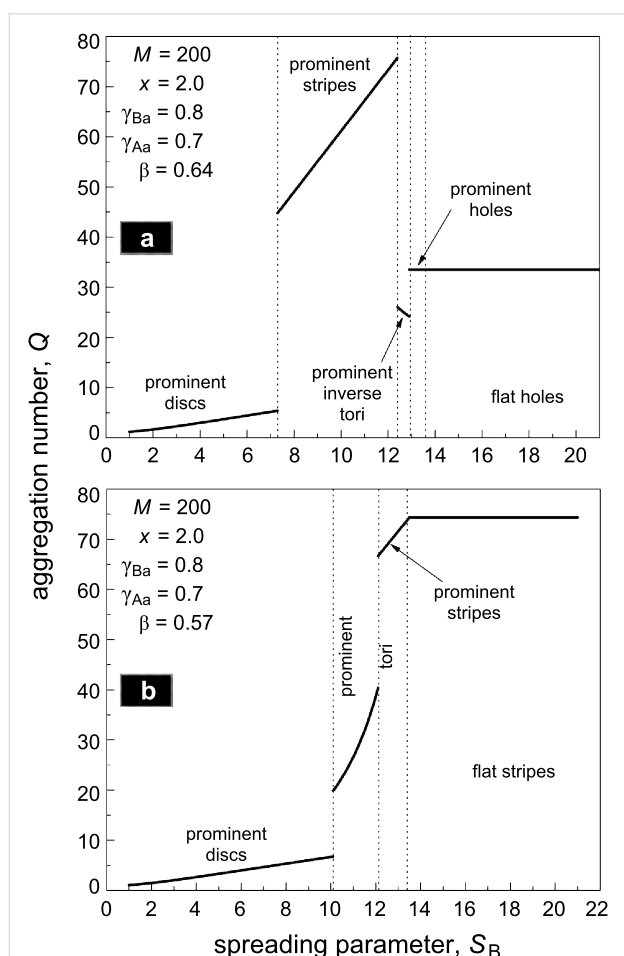 80
70
60
50
40
30
20
10
0
M = 200
x = 2.0
γBa = 0.8
γAa = 0.7
β = 0.64
a
prominent
stripes
prominent
holes
prominent
discs
prominent
inverse
tori
flat holes
0 2 4 6 8 10 12 14 16 18 20
aggregation number, Q
80
70
60
50
40
30
20
10
0
M = 200
x = 2.0
γBa = 0.8
γAa = 0.7
β = 0.57
b
prominent
tori
prominent
stripes
prominent
discs
flat stripes
0 2 4 6 8 10 12 14 16 18 20 22
spreading parameter, SB